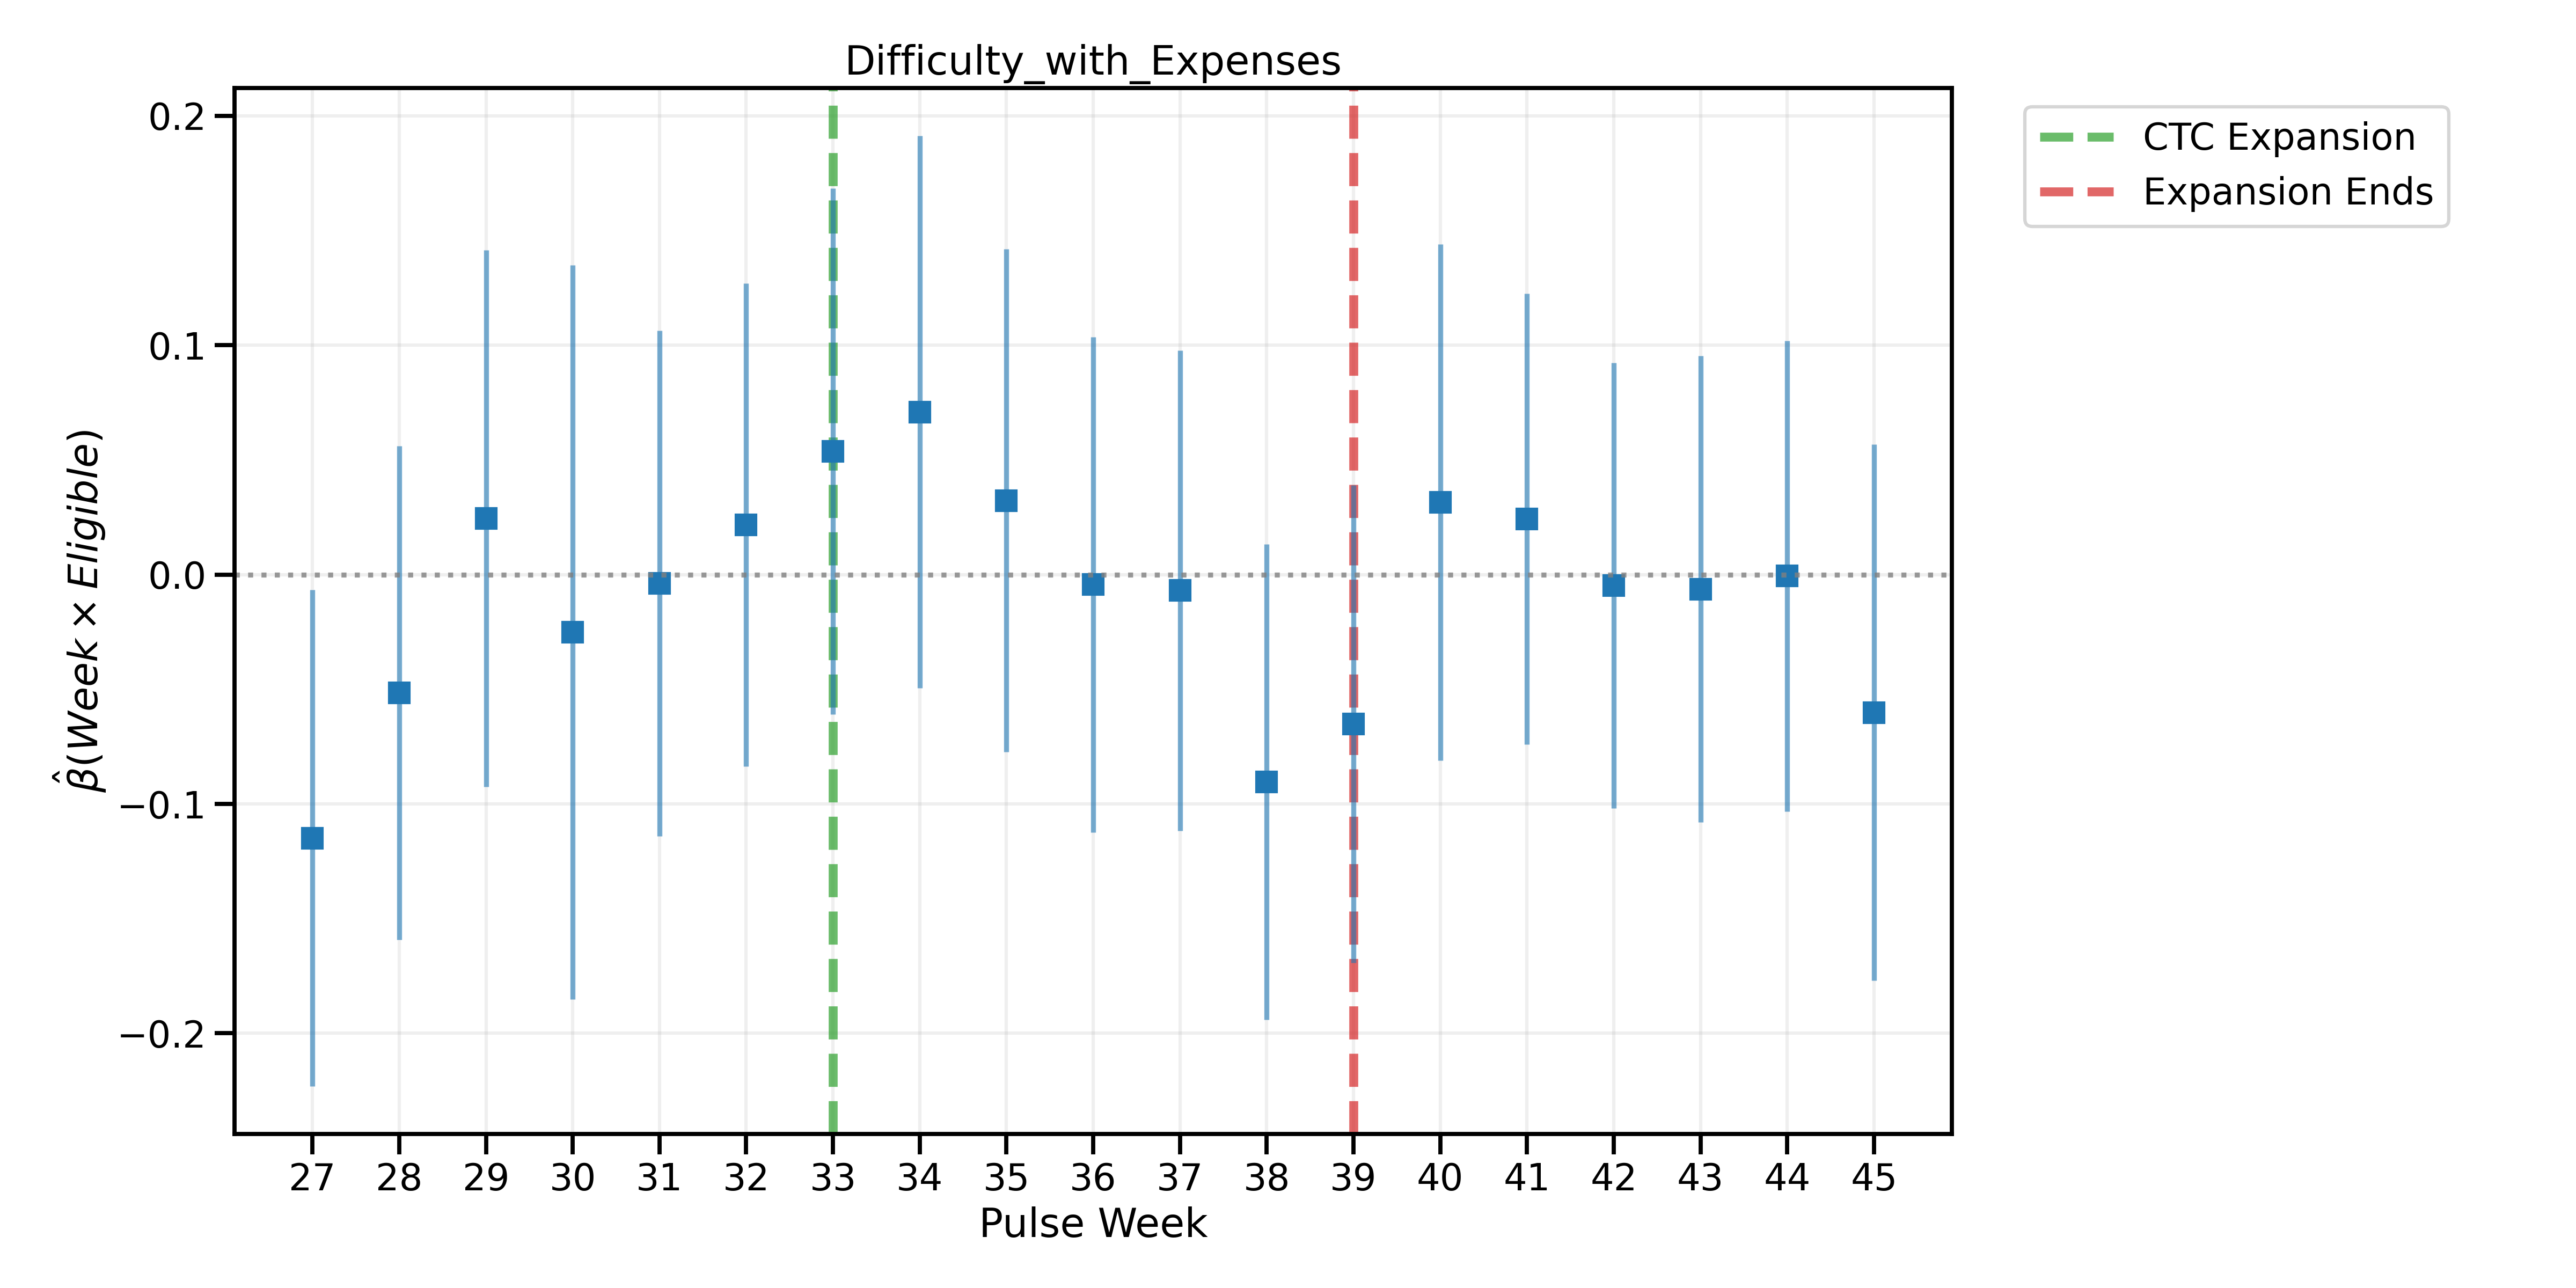 Difficulty_with_Expenses
CTC Expansion
Expansion Ends
0.2
0.1
0.0
−0.1
−0.2
β̂(Week × Eligible)
27 28 29 30 31 32 33 34 35 36 37 38 39 40 41 42 43 44 45
Pulse Week